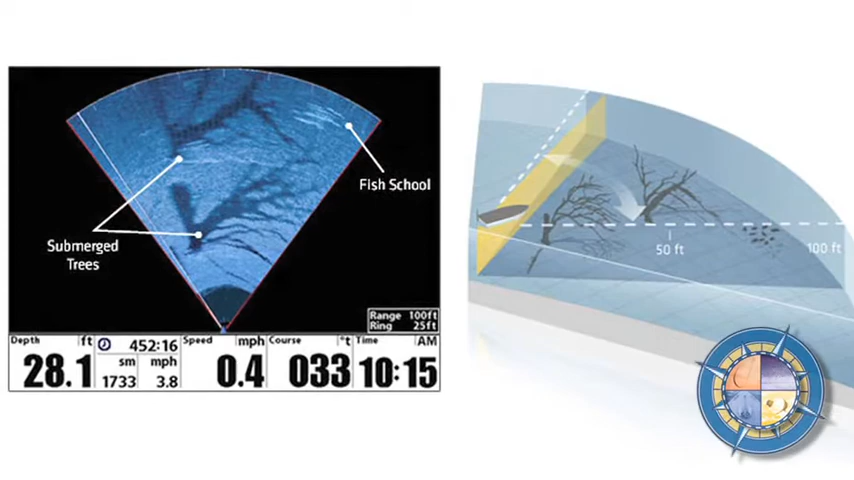 Fish School
Submerged
Trees
50 ft
100 ft
Range 100ft
Ring 25ft
Depth ft
28.1
452:16
sm mph
1733 3.8
Speed mph
0.4
Course °t
033
Time AM
10:15